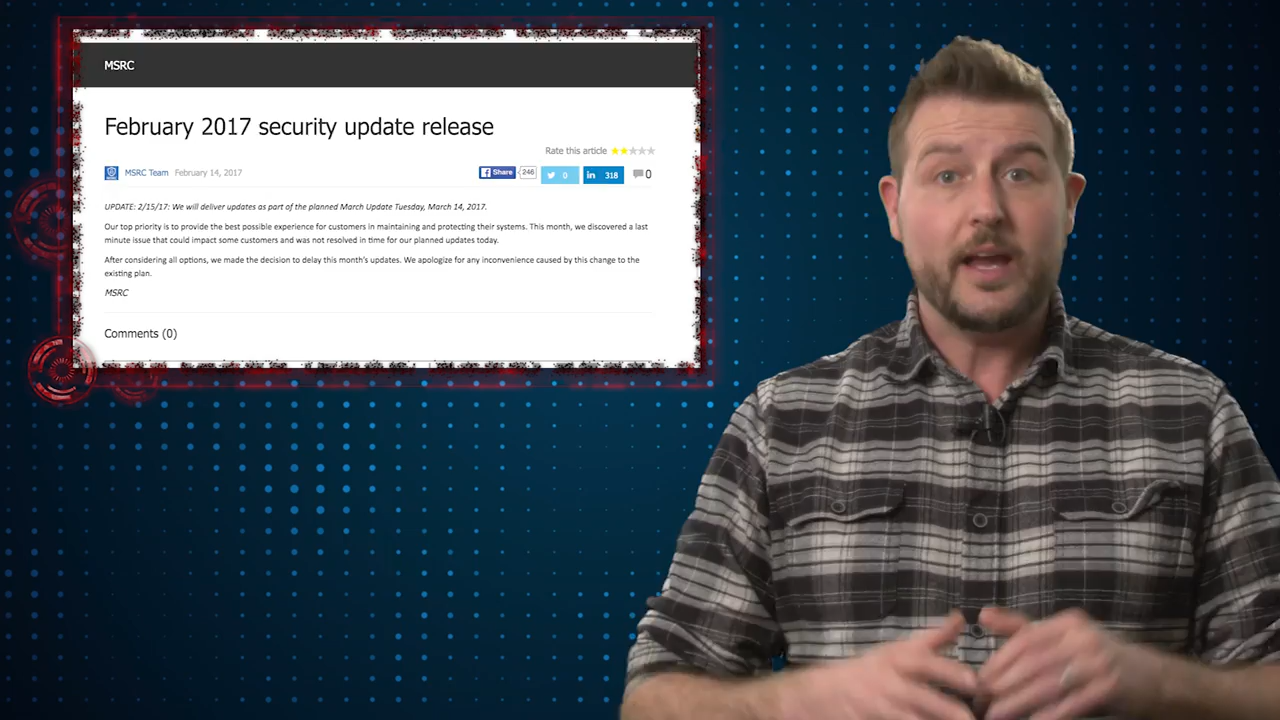 MSRC
February 2017 security update release
Rate this article
MSRC Team February 14, 2017
Share 246 0 in 318 0
UPDATE: 2/15/17: We will deliver updates as part of the planned March Update Tuesday, March 14, 2017.
Our top priority is to provide the best possible experience for customers in maintaining and protecting their systems. This month, we discovered a last
minute issue that could impact some customers and was not resolved in time for our planned updates today.
After considering all options, we made the decision to delay this month's updates. We apologize for any inconvenience caused by this change to the
existing plan.
MSRC
Comments (0)